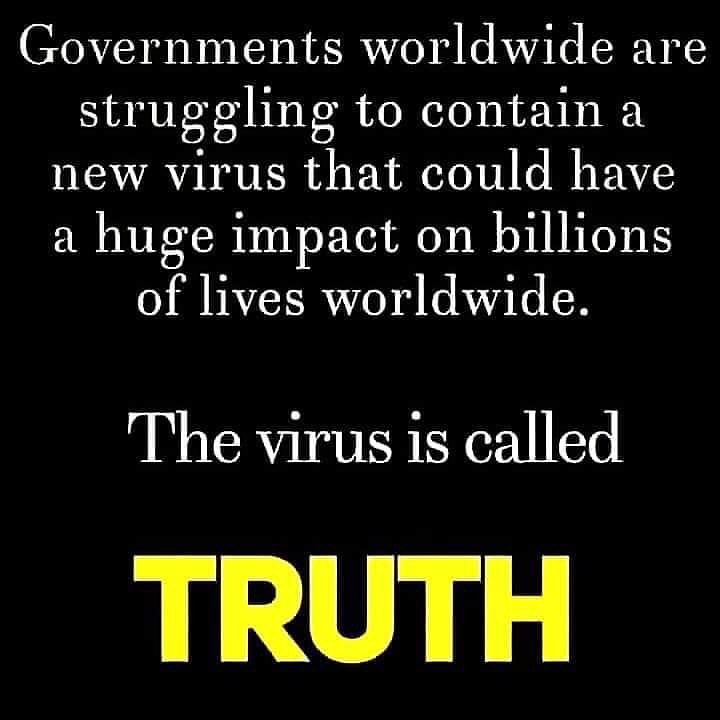 Governments worldwide are
struggling to contain a
new virus that could have
a huge impact on billions
of lives worldwide.
The virus is called
TRUTH